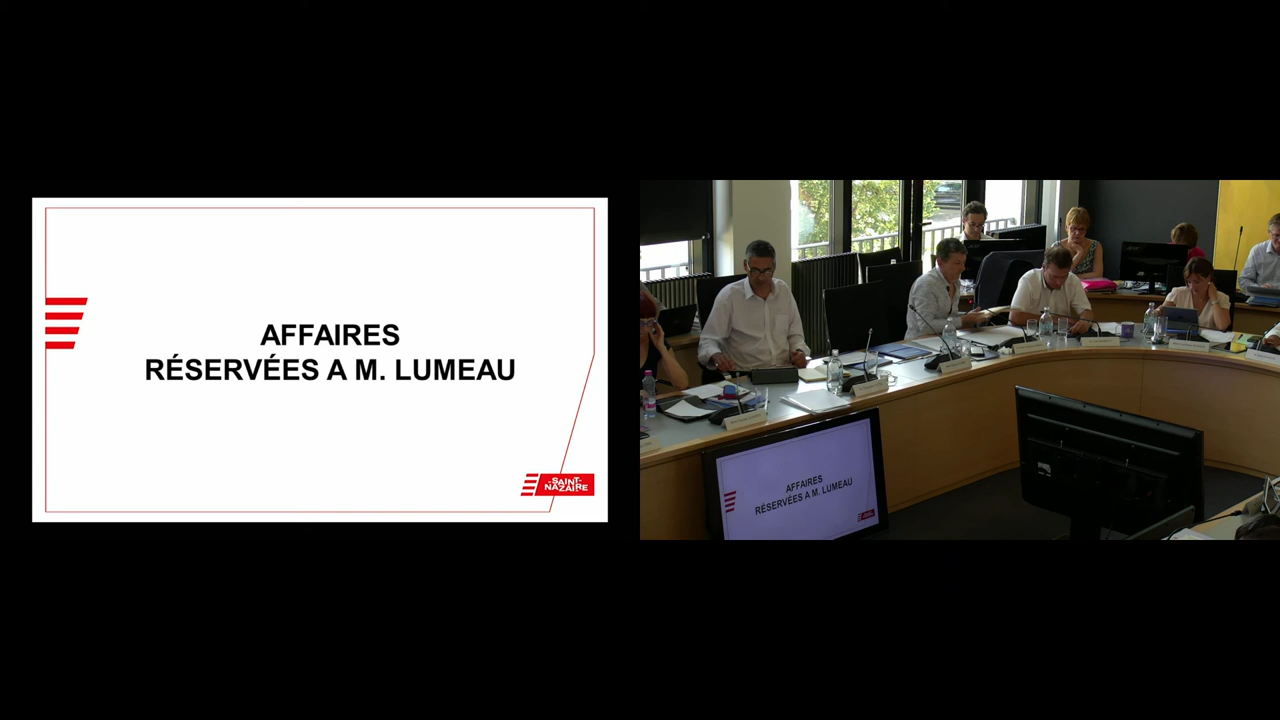 AFFAIRES
RÉSERVÉES A M. LUMEAU
-SAINT-
NAZAIRE
AFFAIRES
RÉSERVÉES A M. LUMEAU